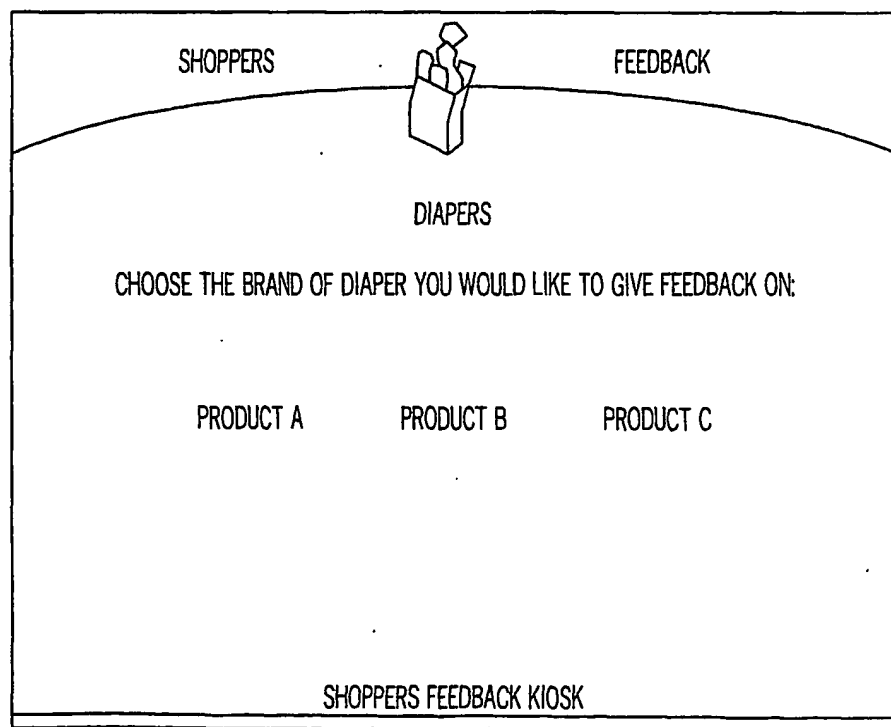 SHOPPERS FEEDBACK
DIAPERS
CHOOSE THE BRAND OF DIAPER YOU WOULD LIKE TO GIVE FEEDBACK ON:
PRODUCT A PRODUCT B PRODUCT C
SHOPPERS FEEDBACK KIOSK